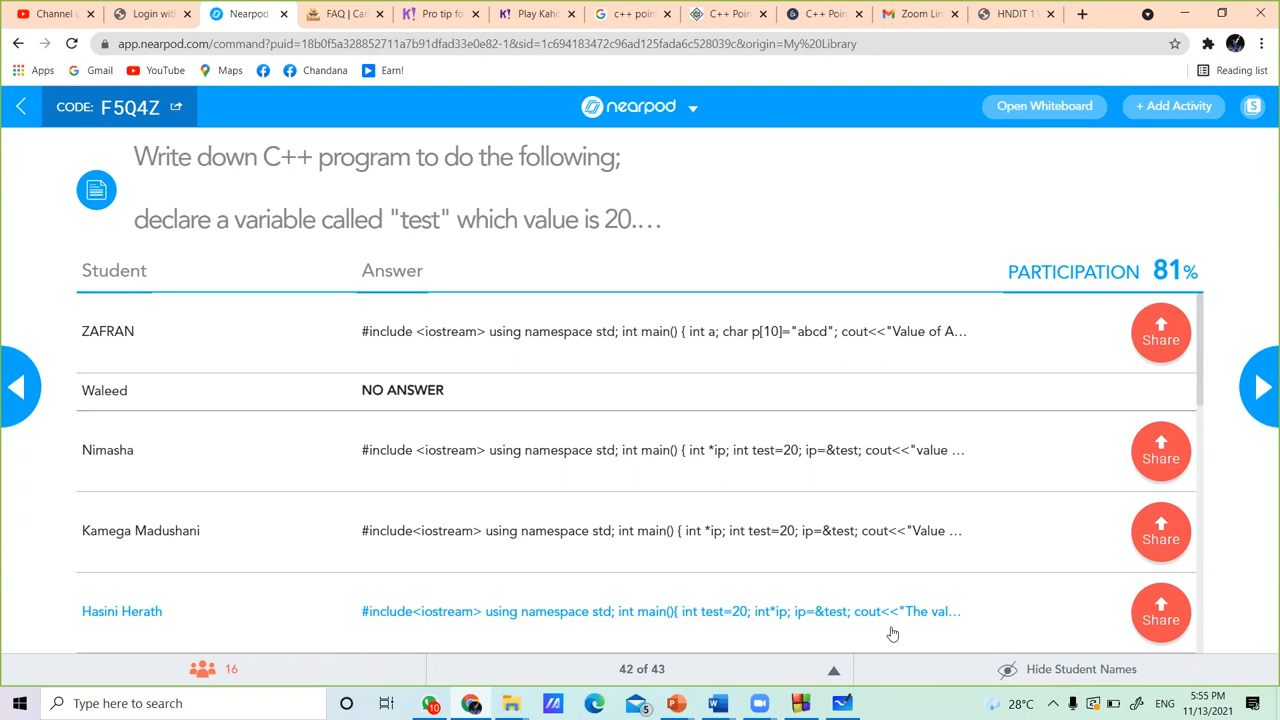 Channel c
Login with
Nearpod
FAQ | Can
Pro tip fo
Play Kaho
c++ poin
C++ Poin
C++ Poin
Zoom Lin
HNDIT 11
app.nearpod.com/command?puid=18b0f5a328852711a7b91dfad33e0e82-1&sid=1c694183472c96ad125fada6c528039c&origin=My%20Library
Apps
Gmail
YouTube
Maps
Chandana
Earn!
Reading list
CODE: F5Q4Z
nearpod
Open Whiteboard
+ Add Activity
S
Write down C++ program to do the following;
declare a variable called "test" which value is 20.…
Student
Answer
PARTICIPATION 81%
ZAFRAN
#include <iostream> using namespace std; int main() { int a; char p[10]="abcd"; cout<<"Value of A…
Share
Waleed
NO ANSWER
Nimasha
#include <iostream> using namespace std; int main() { int *ip; int test=20; ip=&test; cout<<"value …
Share
Kamega Madushani
#include<iostream> using namespace std; int main() { int *ip; int test=20; ip=&test; cout<<"Value …
Share
Hasini Herath
#include<iostream> using namespace std; int main(){ int test=20; int*ip; ip=&test; cout<<"The val…
Share
16
42 of 43
Hide Student Names
Type here to search
10
5
28°C
ENG
5:55 PM
11/13/2021